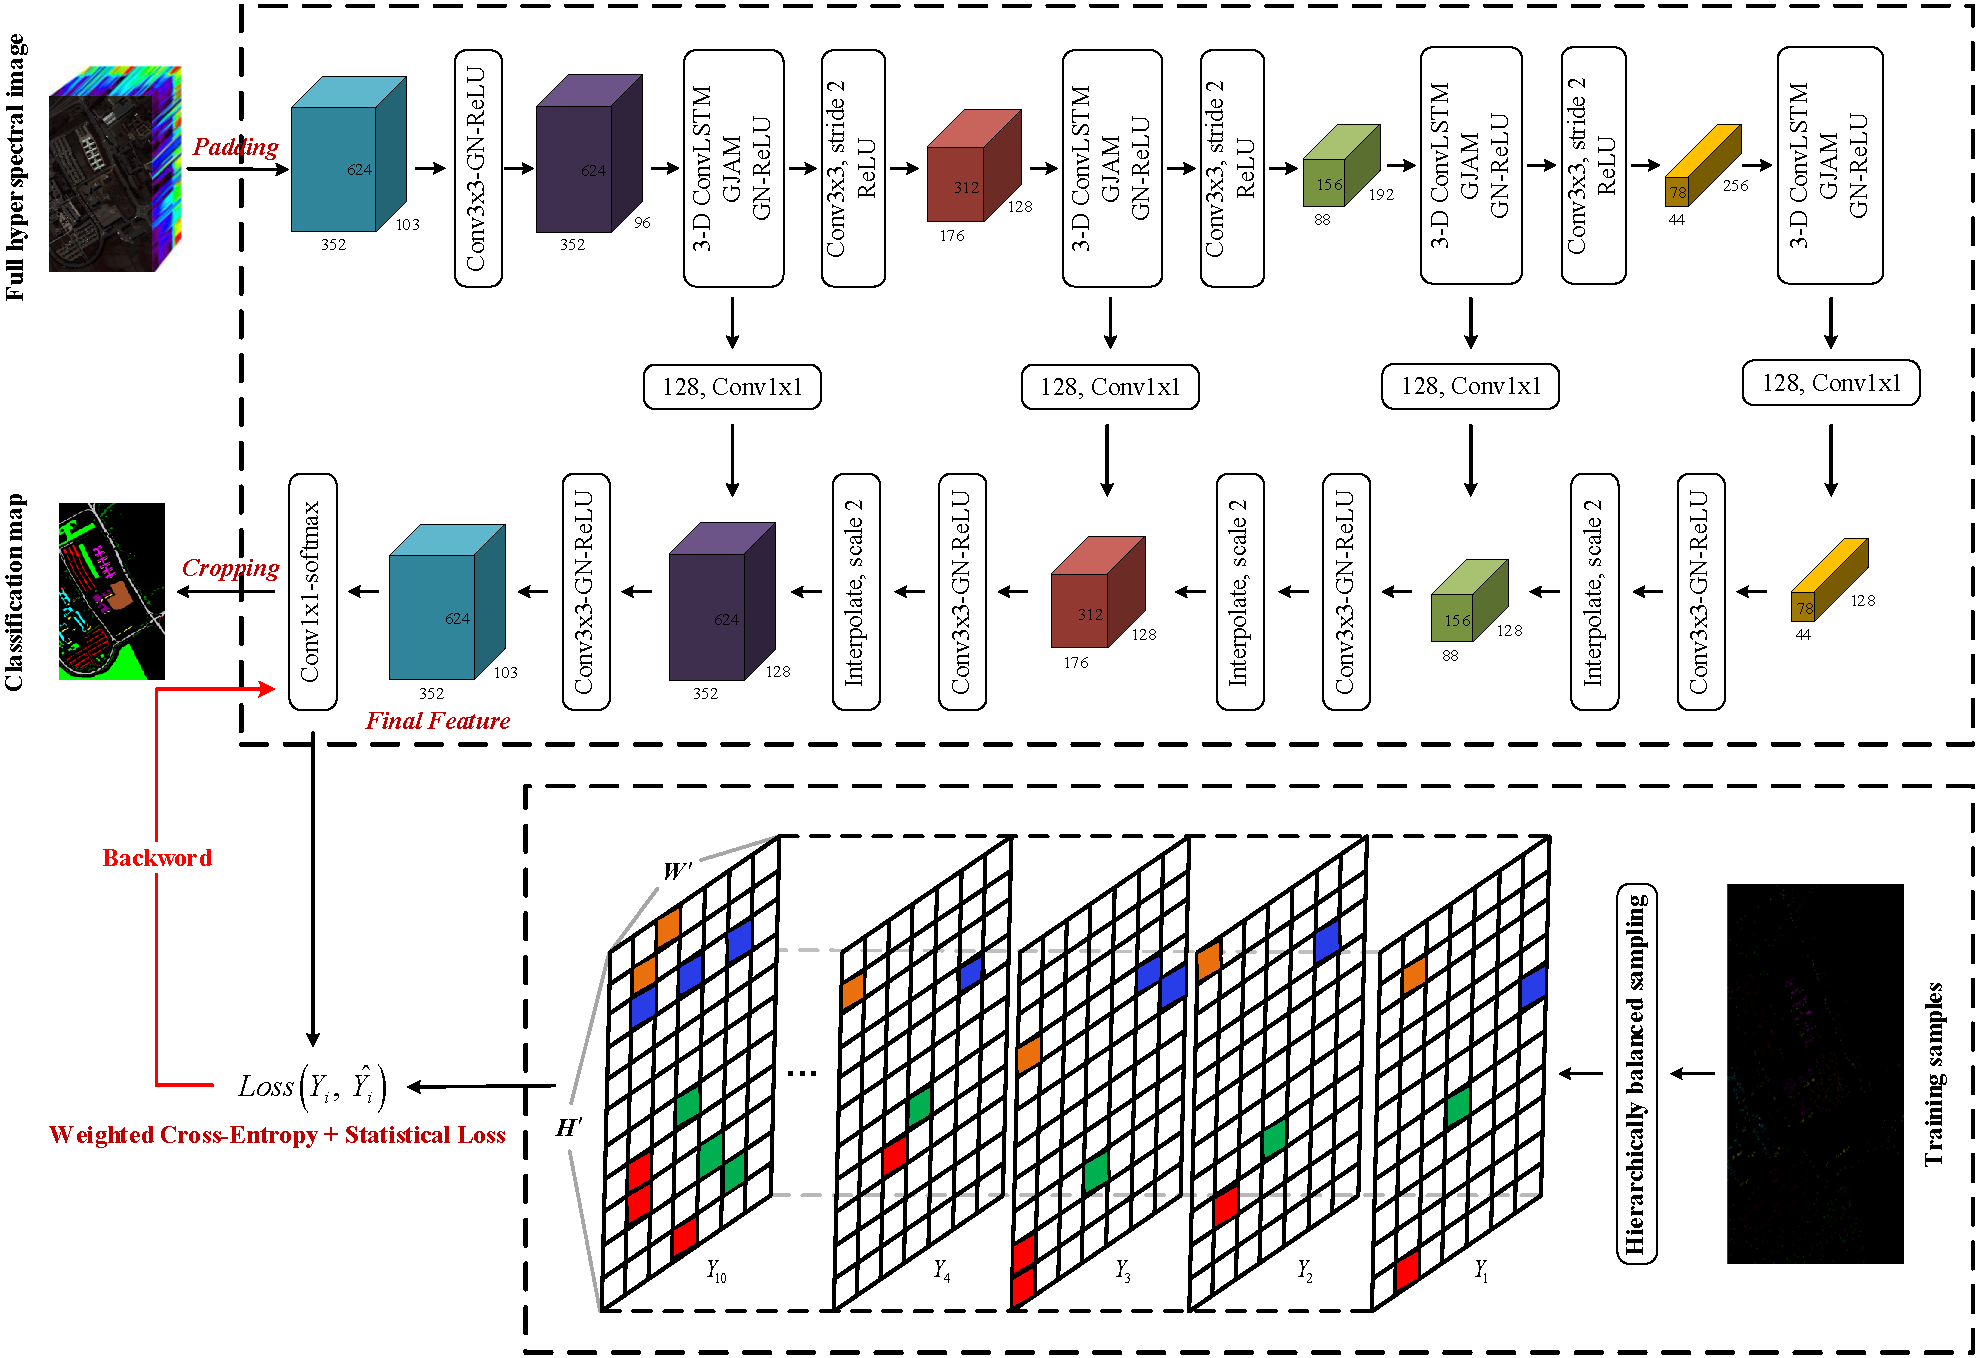 Full hyperspectral image
Padding
624
352
103
Conv3x3-GN-ReLU
624
352
96
3-D ConvLSTM
GJAM
GN-ReLU
Conv3x3, stride 2
ReLU
312
176
128
3-D ConvLSTM
GJAM
GN-ReLU
Conv3x3, stride 2
ReLU
156
88
192
3-D ConvLSTM
GJAM
GN-ReLU
Conv3x3, stride 2
ReLU
78
44
256
3-D ConvLSTM
GJAM
GN-ReLU
128, Conv1x1
128, Conv1x1
128, Conv1x1
128, Conv1x1
Classification map
Cropping
Conv1x1-softmax
624
352
103
Final Feature
Conv3x3-GN-ReLU
624
352
128
Interpolate, scale 2
Conv3x3-GN-ReLU
312
176
128
Interpolate, scale 2
Conv3x3-GN-ReLU
156
88
128
Interpolate, scale 2
Conv3x3-GN-ReLU
78
44
128
Backword
Loss(Y_i, Ŷ_i)
Weighted Cross-Entropy + Statistical Loss
W'
H'
...
Y_10
Y_4
Y_3
Y_2
Y_1
Hierarchically balanced sampling
Training samples